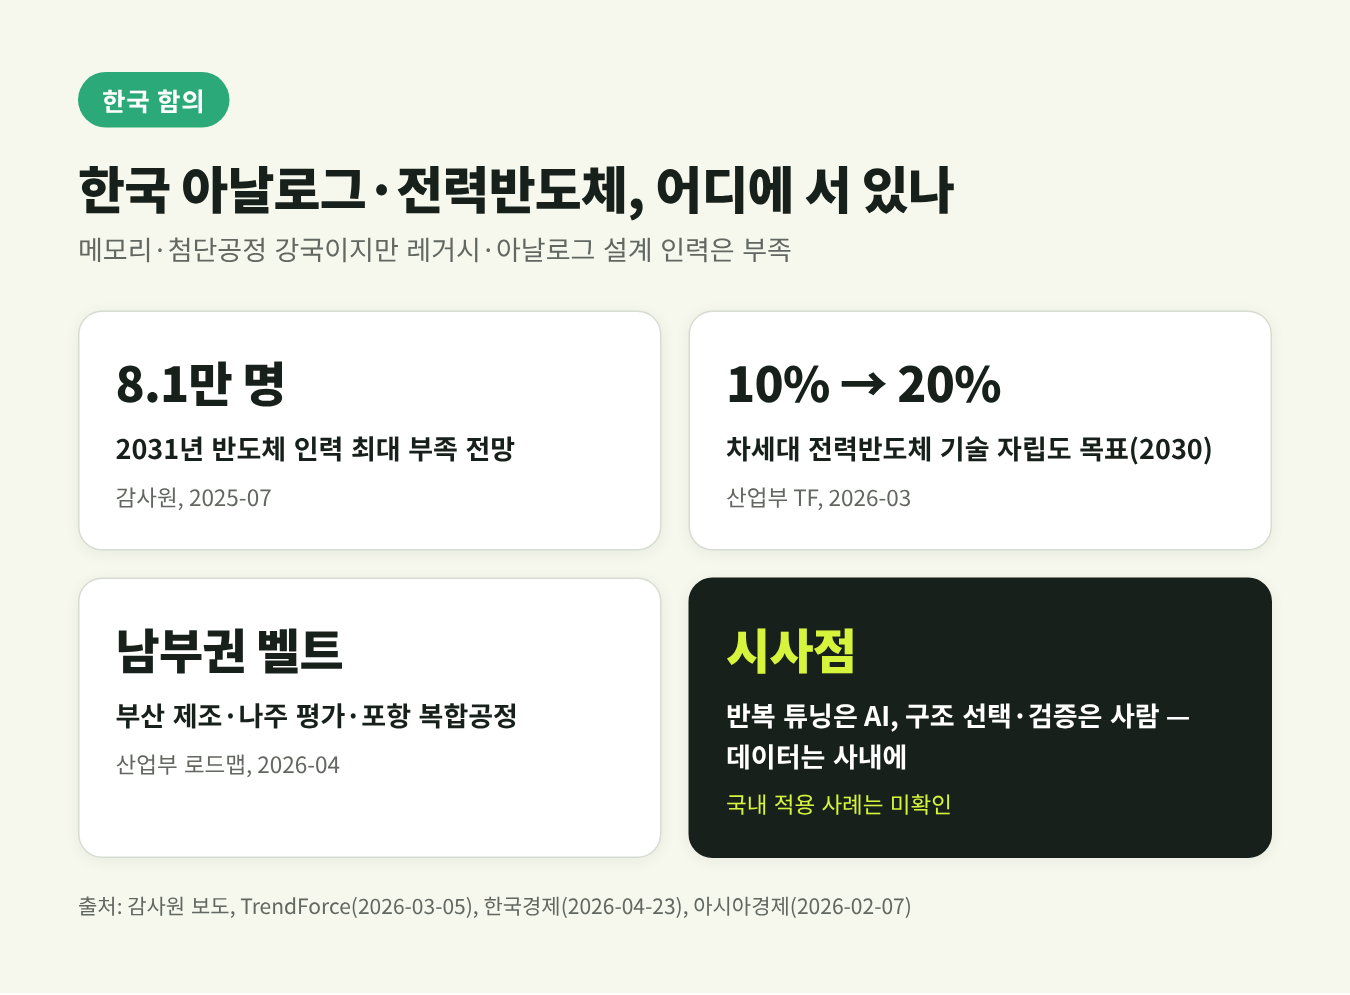 한국 함의
한국 아날로그·전력반도체, 어디에 서 있나
메모리·첨단공정 강국이지만 레거시·아날로그 설계 인력은 부족
8.1만 명
2031년 반도체 인력 최대 부족 전망
감사원, 2025-07
10% → 20%
차세대 전력반도체 기술 자립도 목표(2030)
산업부 TF, 2026-03
남부권 벨트
부산 제조·나주 평가·포항 복합공정
산업부 로드맵, 2026-04
시사점
반복 튜닝은 AI, 구조 선택·검증은 사람 —
데이터는 사내에
국내 적용 사례는 미확인
출처: 감사원 보도, TrendForce(2026-03-05), 한국경제(2026-04-23), 아시아경제(2026-02-07)